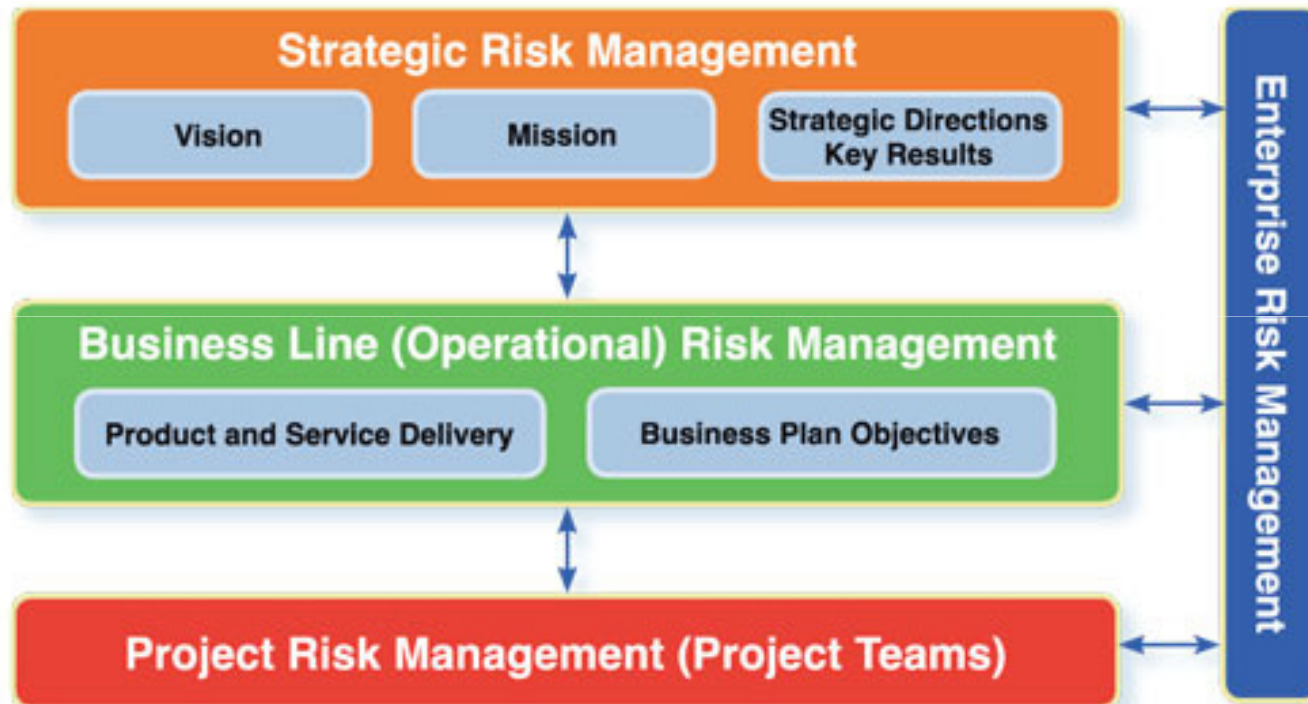 Strategic Risk Management
Vision
Mission
Strategic Directions
Key Results
Business Line (Operational) Risk Management
Product and Service Delivery
Business Plan Objectives
Project Risk Management (Project Teams)
Enterprise Risk Management